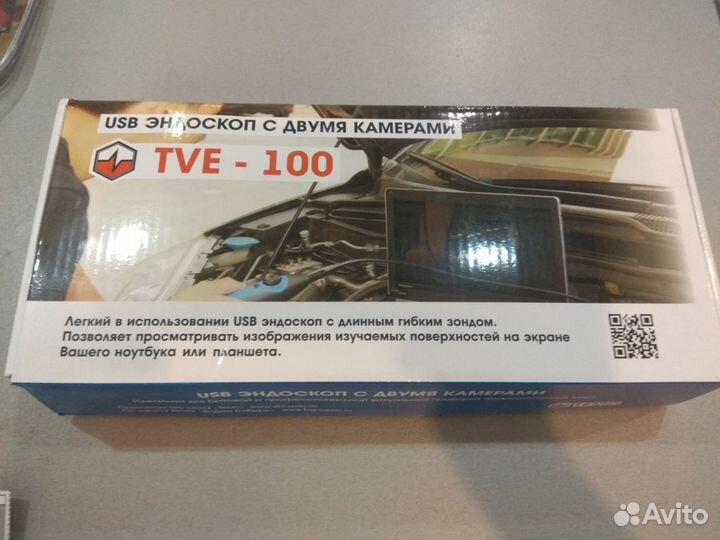 USB ЭНДОСКОП С ДВУМЯ КАМЕРАМИ
TVE - 100
Легкий в использовании USB эндоскоп с длинным гибким зондом.
Позволяет просматривать изображения изучаемых поверхностей на экране
Вашего ноутбука или планшета.
USB ЭНДОСКОП С ДВУМЯ КАМЕРАМИ
Avito